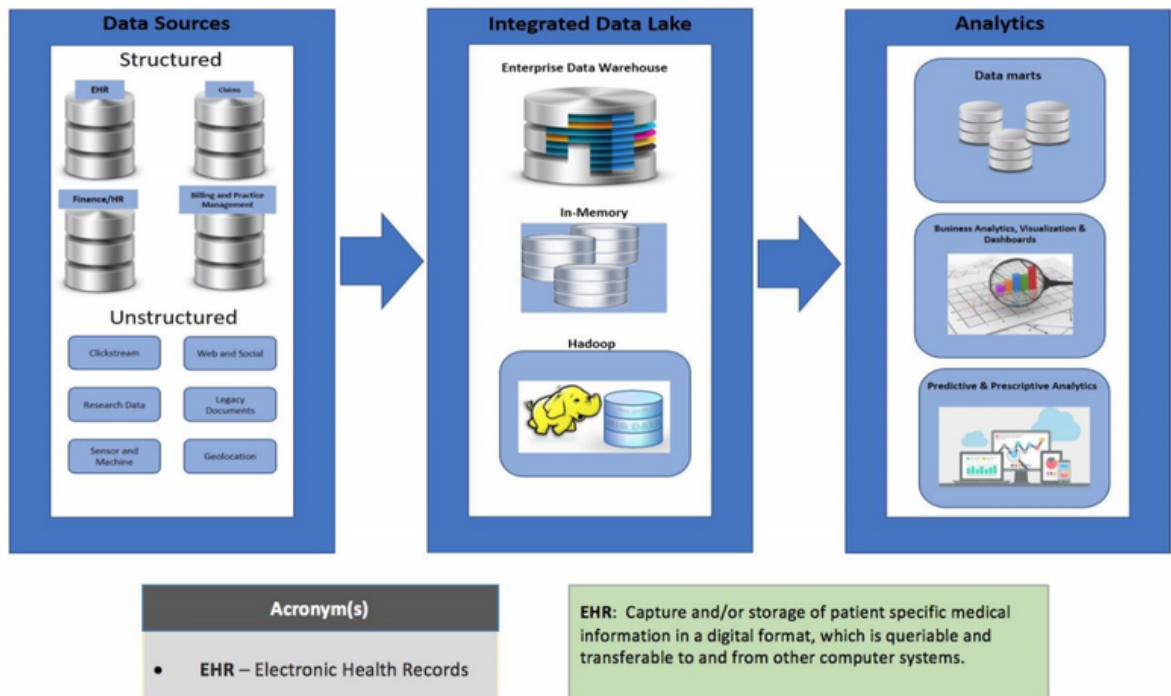 Data Sources
Structured
EHR
Claims
Finance/HR
Billing and Practice
Management
Unstructured
Clickstream
Web and Social
Research Data
Legacy
Documents
Sensor and
Machine
Geolocation
Integrated Data Lake
Enterprise Data Warehouse
In-Memory
Hadoop
BIG DATA
Analytics
Data marts
Business Analytics, Visualization &
Dashboards
Predictive & Prescriptive Analytics
Acronym(s)
• EHR – Electronic Health Records
EHR: Capture and/or storage of patient specific medical
information in a digital format, which is queriable and
transferable to and from other computer systems.